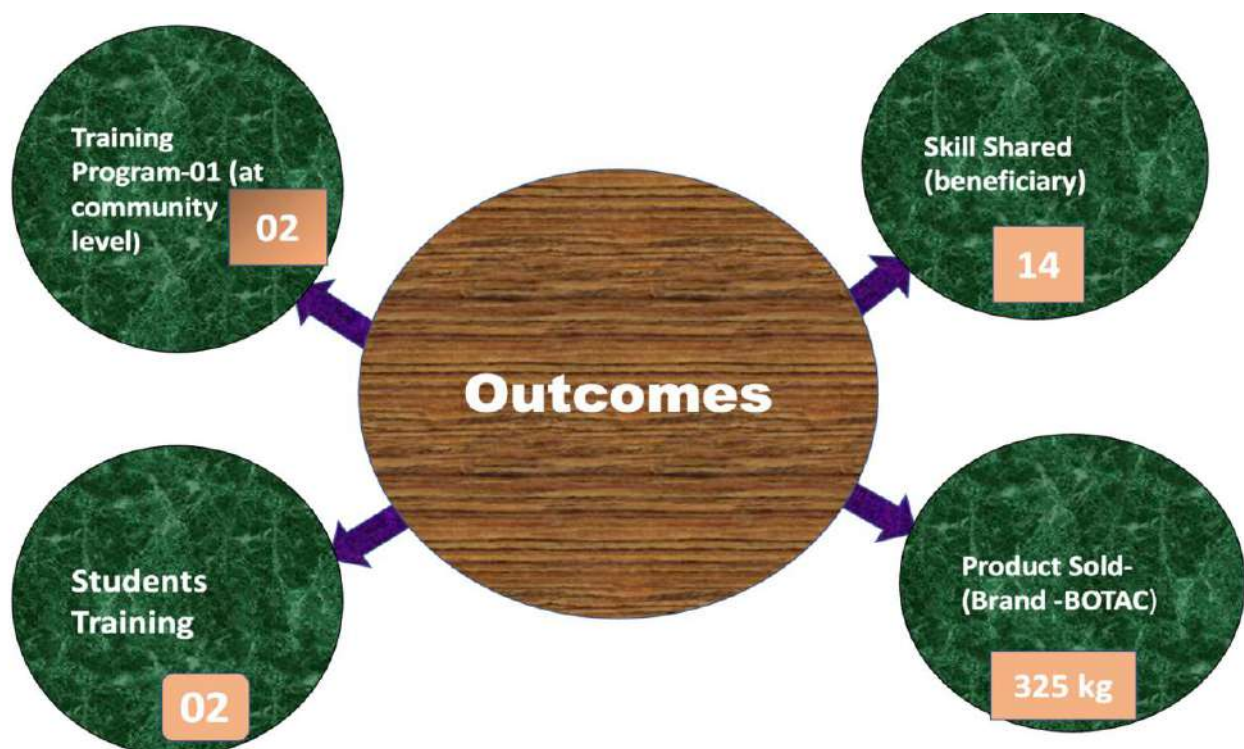 Training
Program-01 (at
community
level)
02
Skill Shared
(beneficiary)
14
Outcomes
Students
Training
02
Product Sold-
(Brand -BOTAC)
325 kg